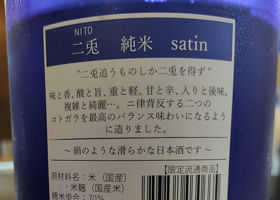 NITO
二兎 純米 satin
"二兎追うものしか二兎を得ず"
味と香、酸と旨、重と軽、甘と辛、入りと後味、
複雑と綺麗…。二律背反する二つの
コトガラを最高のバランス味わいになるよう
に造りました。
～絹のような滑らかな日本酒です～
【限定流通商品】
原材料名：米（国産）
・米麹（国産米）
精米歩合：70%